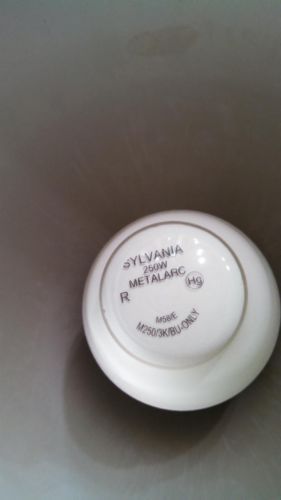 SYLVANIA
250W
METALARC
Hg
R
M58/E
M250/3K/BU-ONLY